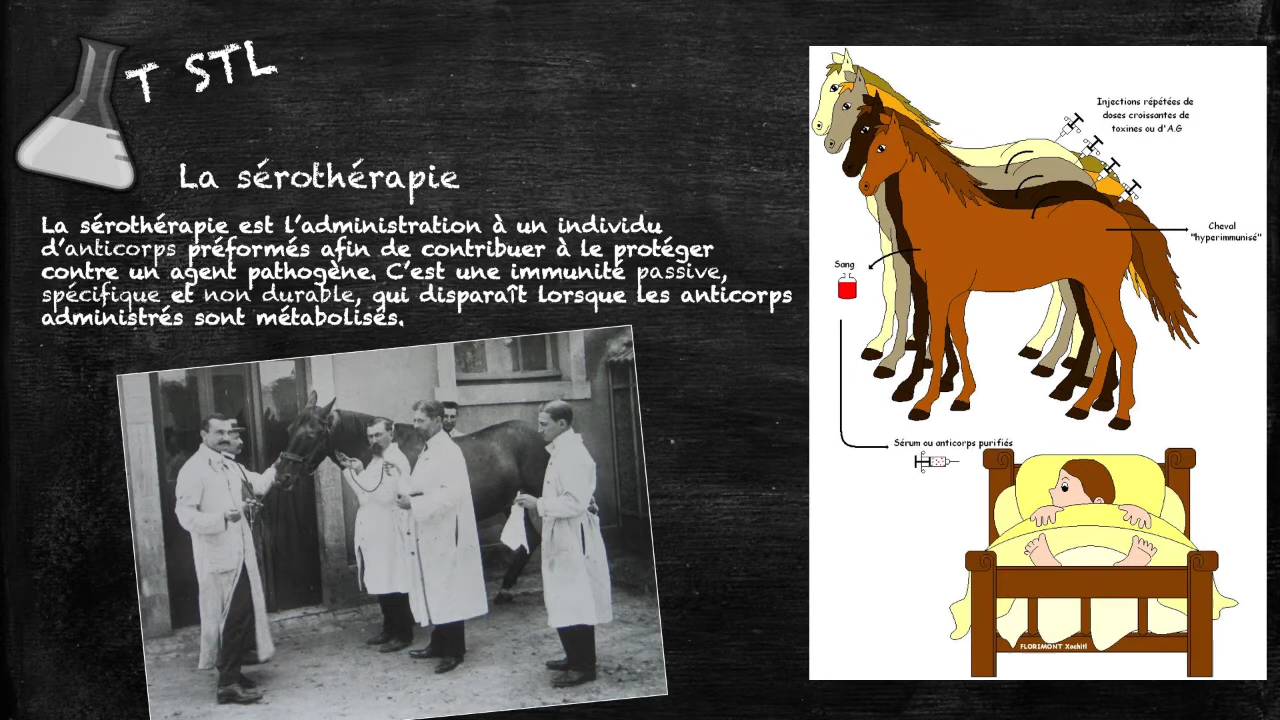 T STL
La sérothérapie
La sérothérapie est l'administration à un individu
d'anticorps préformés afin de contribuer à le protéger
contre un agent pathogène. C'est une immunité passive,
spécifique et non durable, qui disparaît lorsque les anticorps
administrés sont métabolisés.
Injections répétées de
doses croissantes de
toxines ou d'A.G
Cheval
"hyperimmunisé"
Sang
Sérum ou anticorps purifiés
FLORIMONT Xochitl